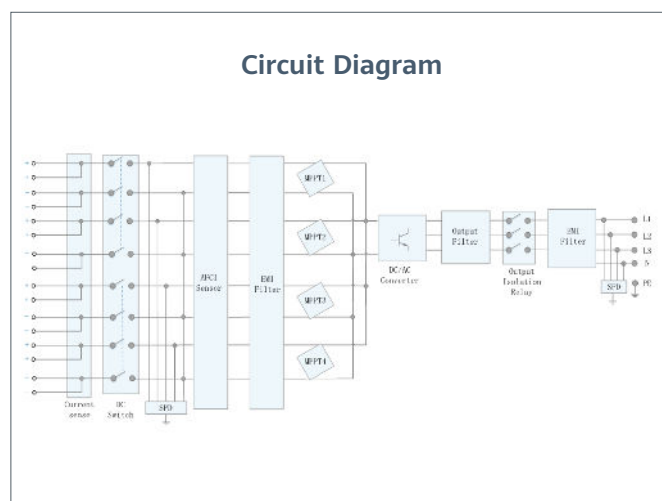 Circuit Diagram
MPPT1
MPPT2
MPPT3
MPPT4
AFCI
Sensor
EMI
Filter
DC/AC
Converter
Output
Filter
Output
Isolation
Relay
EMI
Filter
L1
L2
L3
N
PE
SPD
Current
sense
DC
Switch
SPD